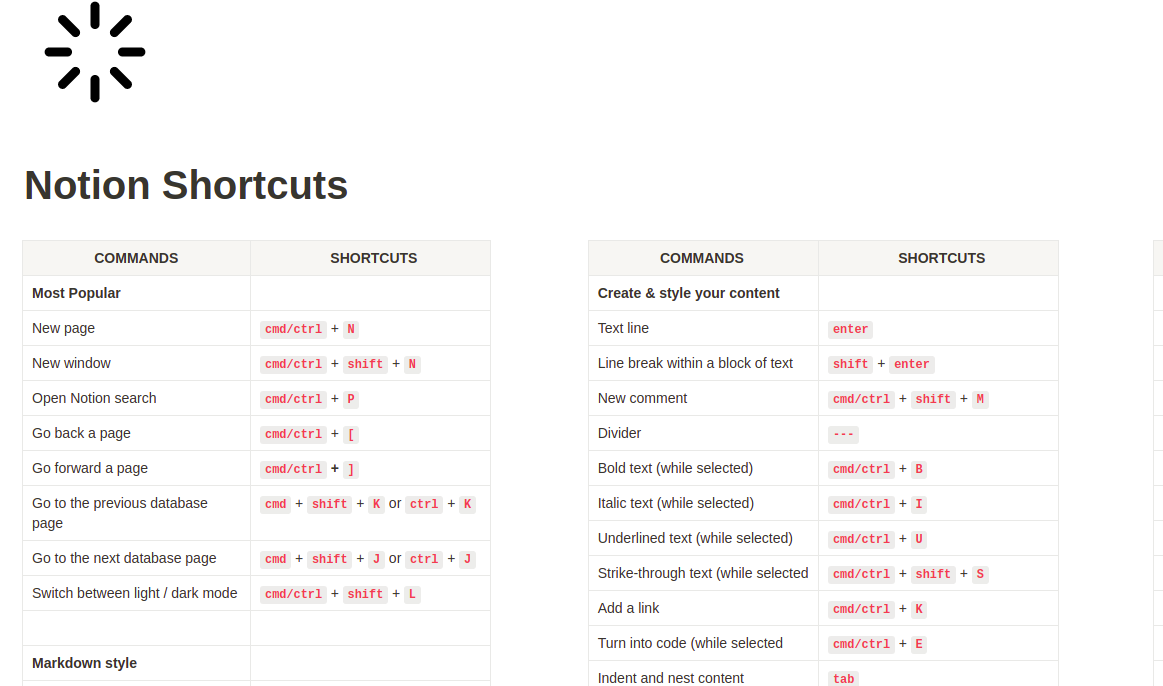 Notion Shortcuts
COMMANDS SHORTCUTS
Most Popular
New page cmd/ctrl + N
New window cmd/ctrl + shift + N
Open Notion search cmd/ctrl + P
Go back a page cmd/ctrl + [
Go forward a page cmd/ctrl + ]
Go to the previous database cmd + shift + K or ctrl + K
page
Go to the next database page cmd + shift + J or ctrl + J
Switch between light / dark mode cmd/ctrl + shift + L
Markdown style
COMMANDS SHORTCUTS
Create & style your content
Text line enter
Line break within a block of text shift + enter
New comment cmd/ctrl + shift + M
Divider ---
Bold text (while selected) cmd/ctrl + B
Italic text (while selected) cmd/ctrl + I
Underlined text (while selected) cmd/ctrl + U
Strike-through text (while selected cmd/ctrl + shift + S
Add a link cmd/ctrl + K
Turn into code (while selected cmd/ctrl + E
Indent and nest content tab